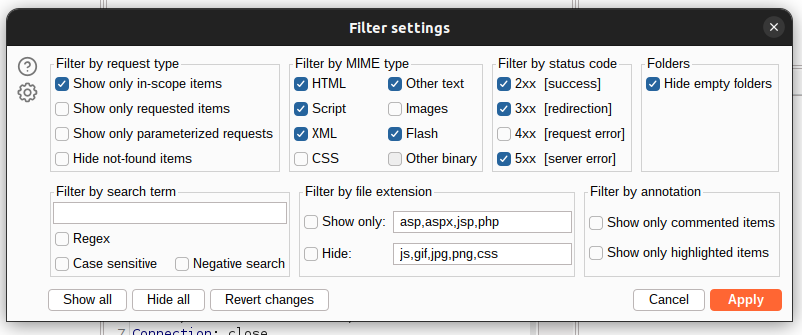 Filter settings
Filter by request type
Show only in-scope items
Show only requested items
Show only parameterized requests
Hide not-found items
Filter by MIME type
HTML
Other text
Script
Images
XML
Flash
CSS
Other binary
Filter by status code
2xx [success]
3xx [redirection]
4xx [request error]
5xx [server error]
Folders
Hide empty folders
Filter by search term
Regex
Case sensitive
Negative search
Filter by file extension
Show only: asp,aspx,jsp,php
Hide: js,gif,jpg,png,css
Filter by annotation
Show only commented items
Show only highlighted items
Show all
Hide all
Revert changes
Cancel
Apply
7 Connection: close